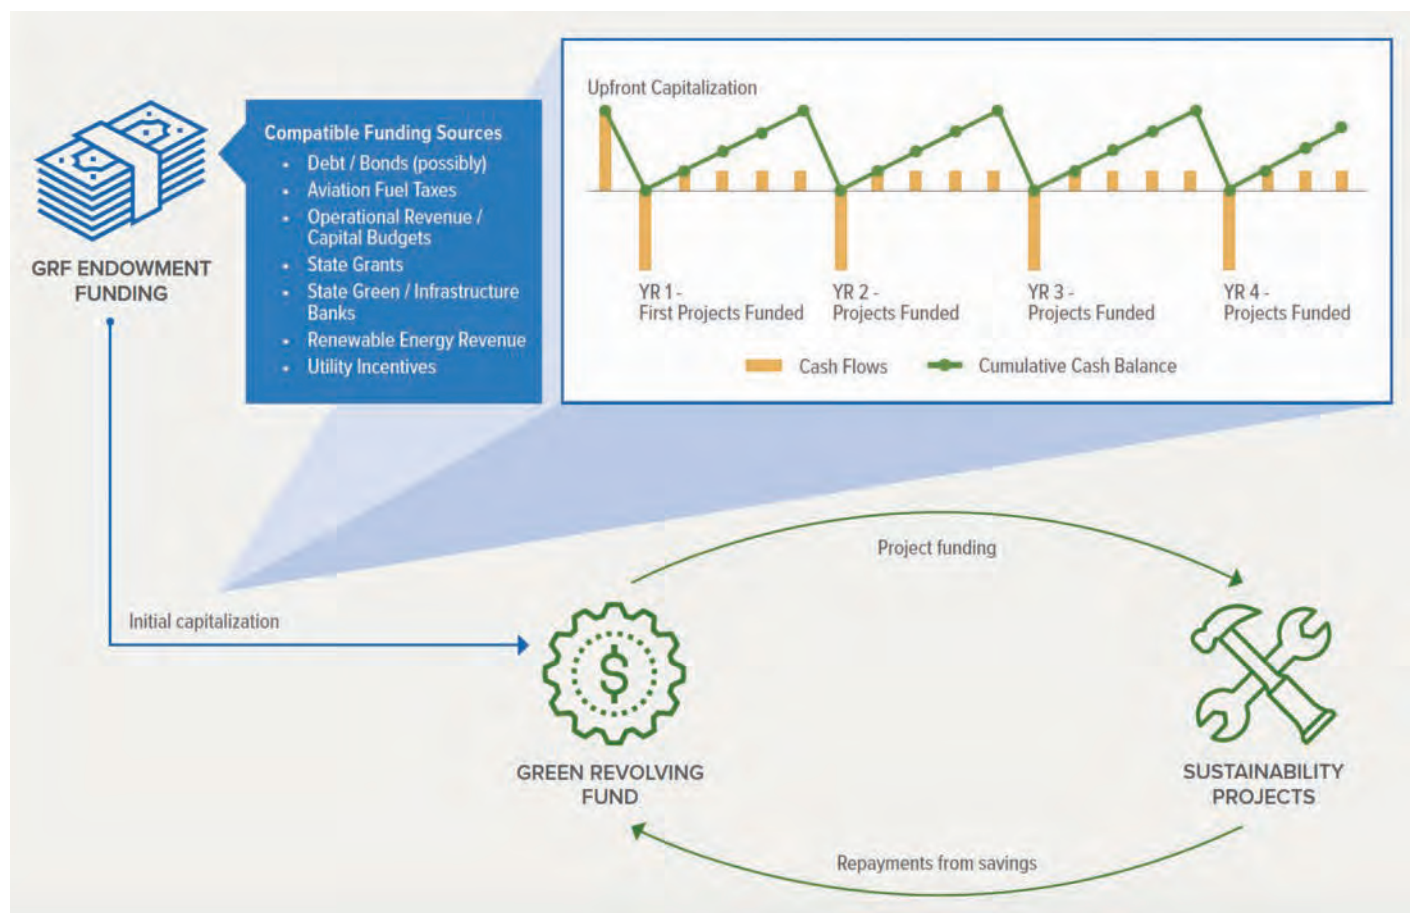 GRF ENDOWMENT
FUNDING
Compatible Funding Sources
• Debt / Bonds (possibly)
• Aviation Fuel Taxes
• Operational Revenue /
Capital Budgets
• State Grants
• State Green / Infrastructure
Banks
• Renewable Energy Revenue
• Utility Incentives
Upfront Capitalization
YR 1 -
First Projects Funded
YR 2 -
Projects Funded
YR 3 -
Projects Funded
YR 4 -
Projects Funded
Cash Flows
Cumulative Cash Balance
Initial capitalization
Project funding
$
GREEN REVOLVING
FUND
SUSTAINABILITY
PROJECTS
Repayments from savings